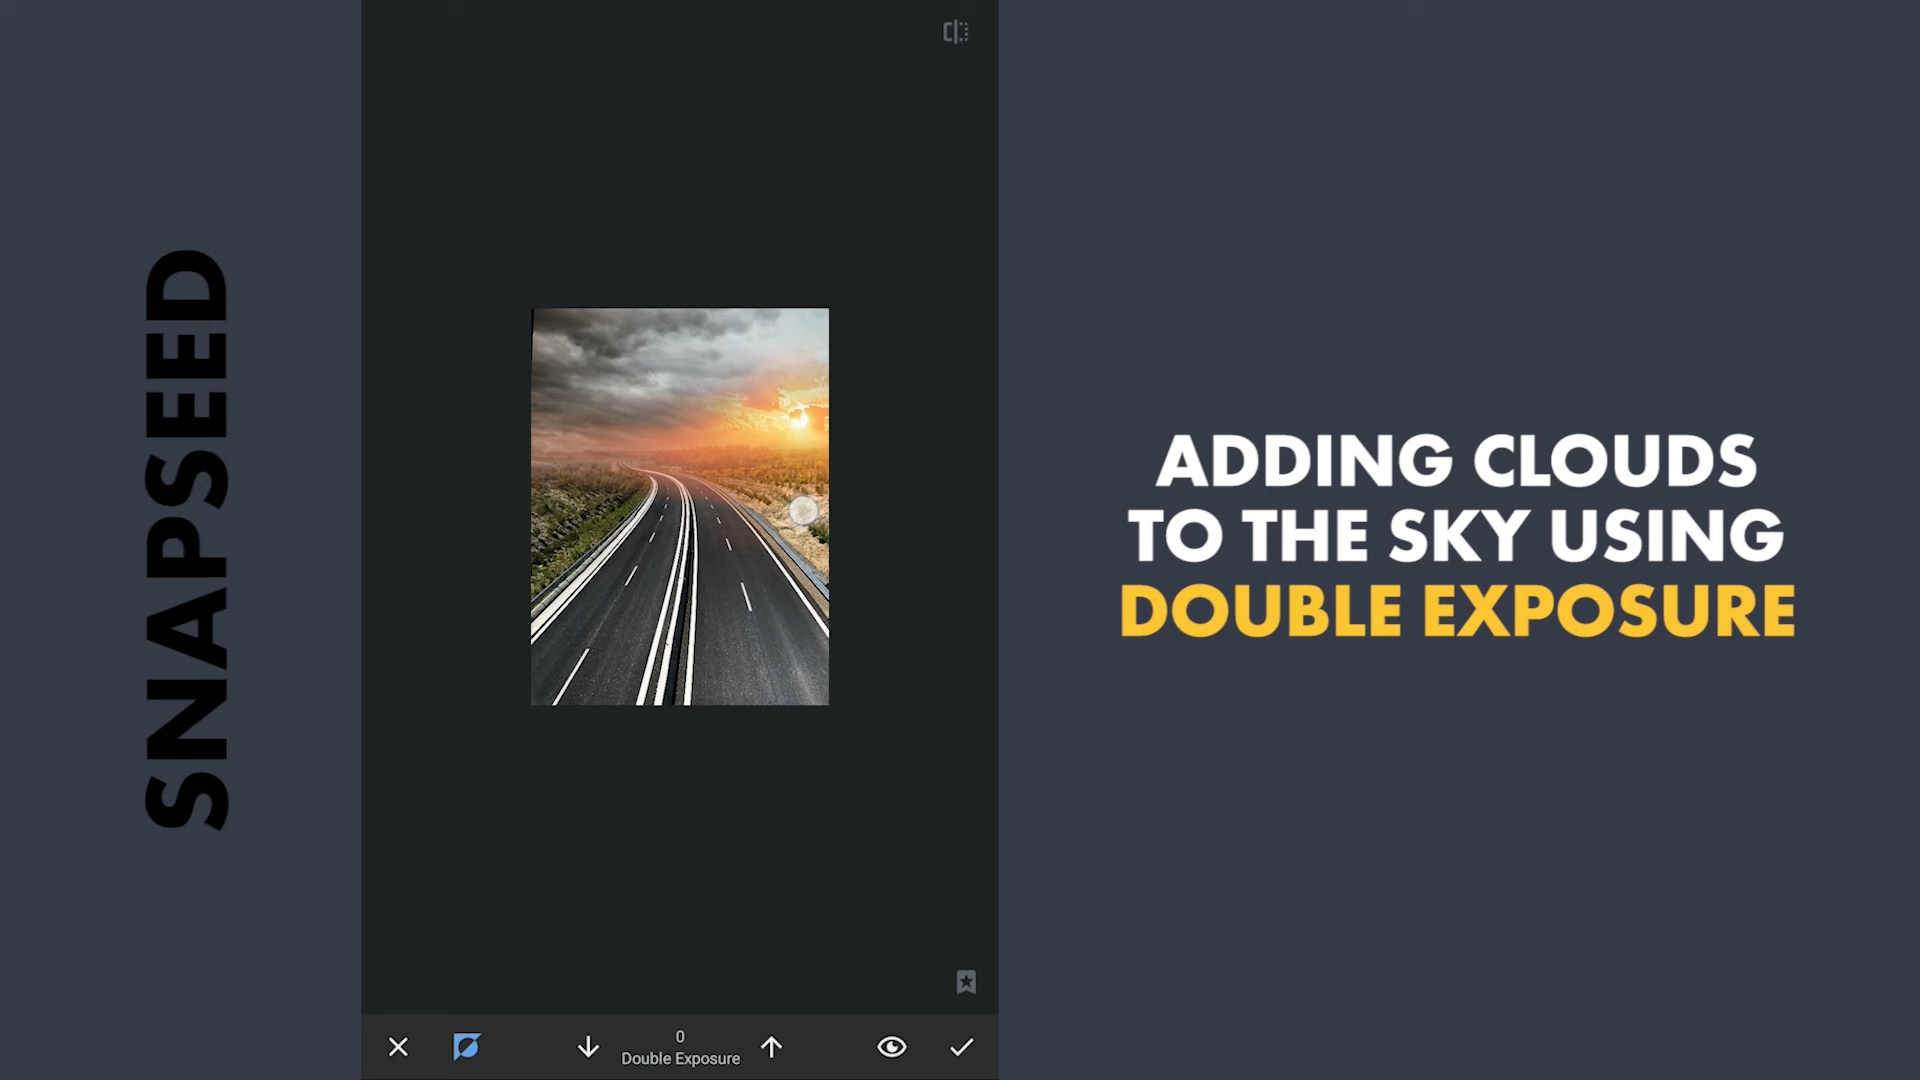 SNAPSEED
ADDING CLOUDS
TO THE SKY USING
DOUBLE EXPOSURE
0
Double Exposure